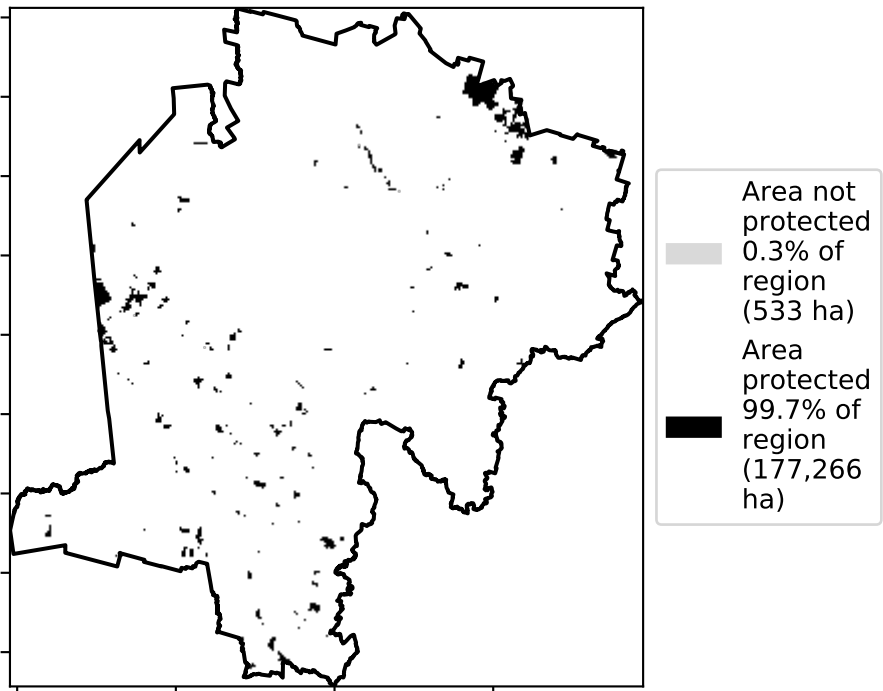 Area not
protected
0.3% of
region
(533 ha)
Area
protected
99.7% of
region
(177,266
ha)